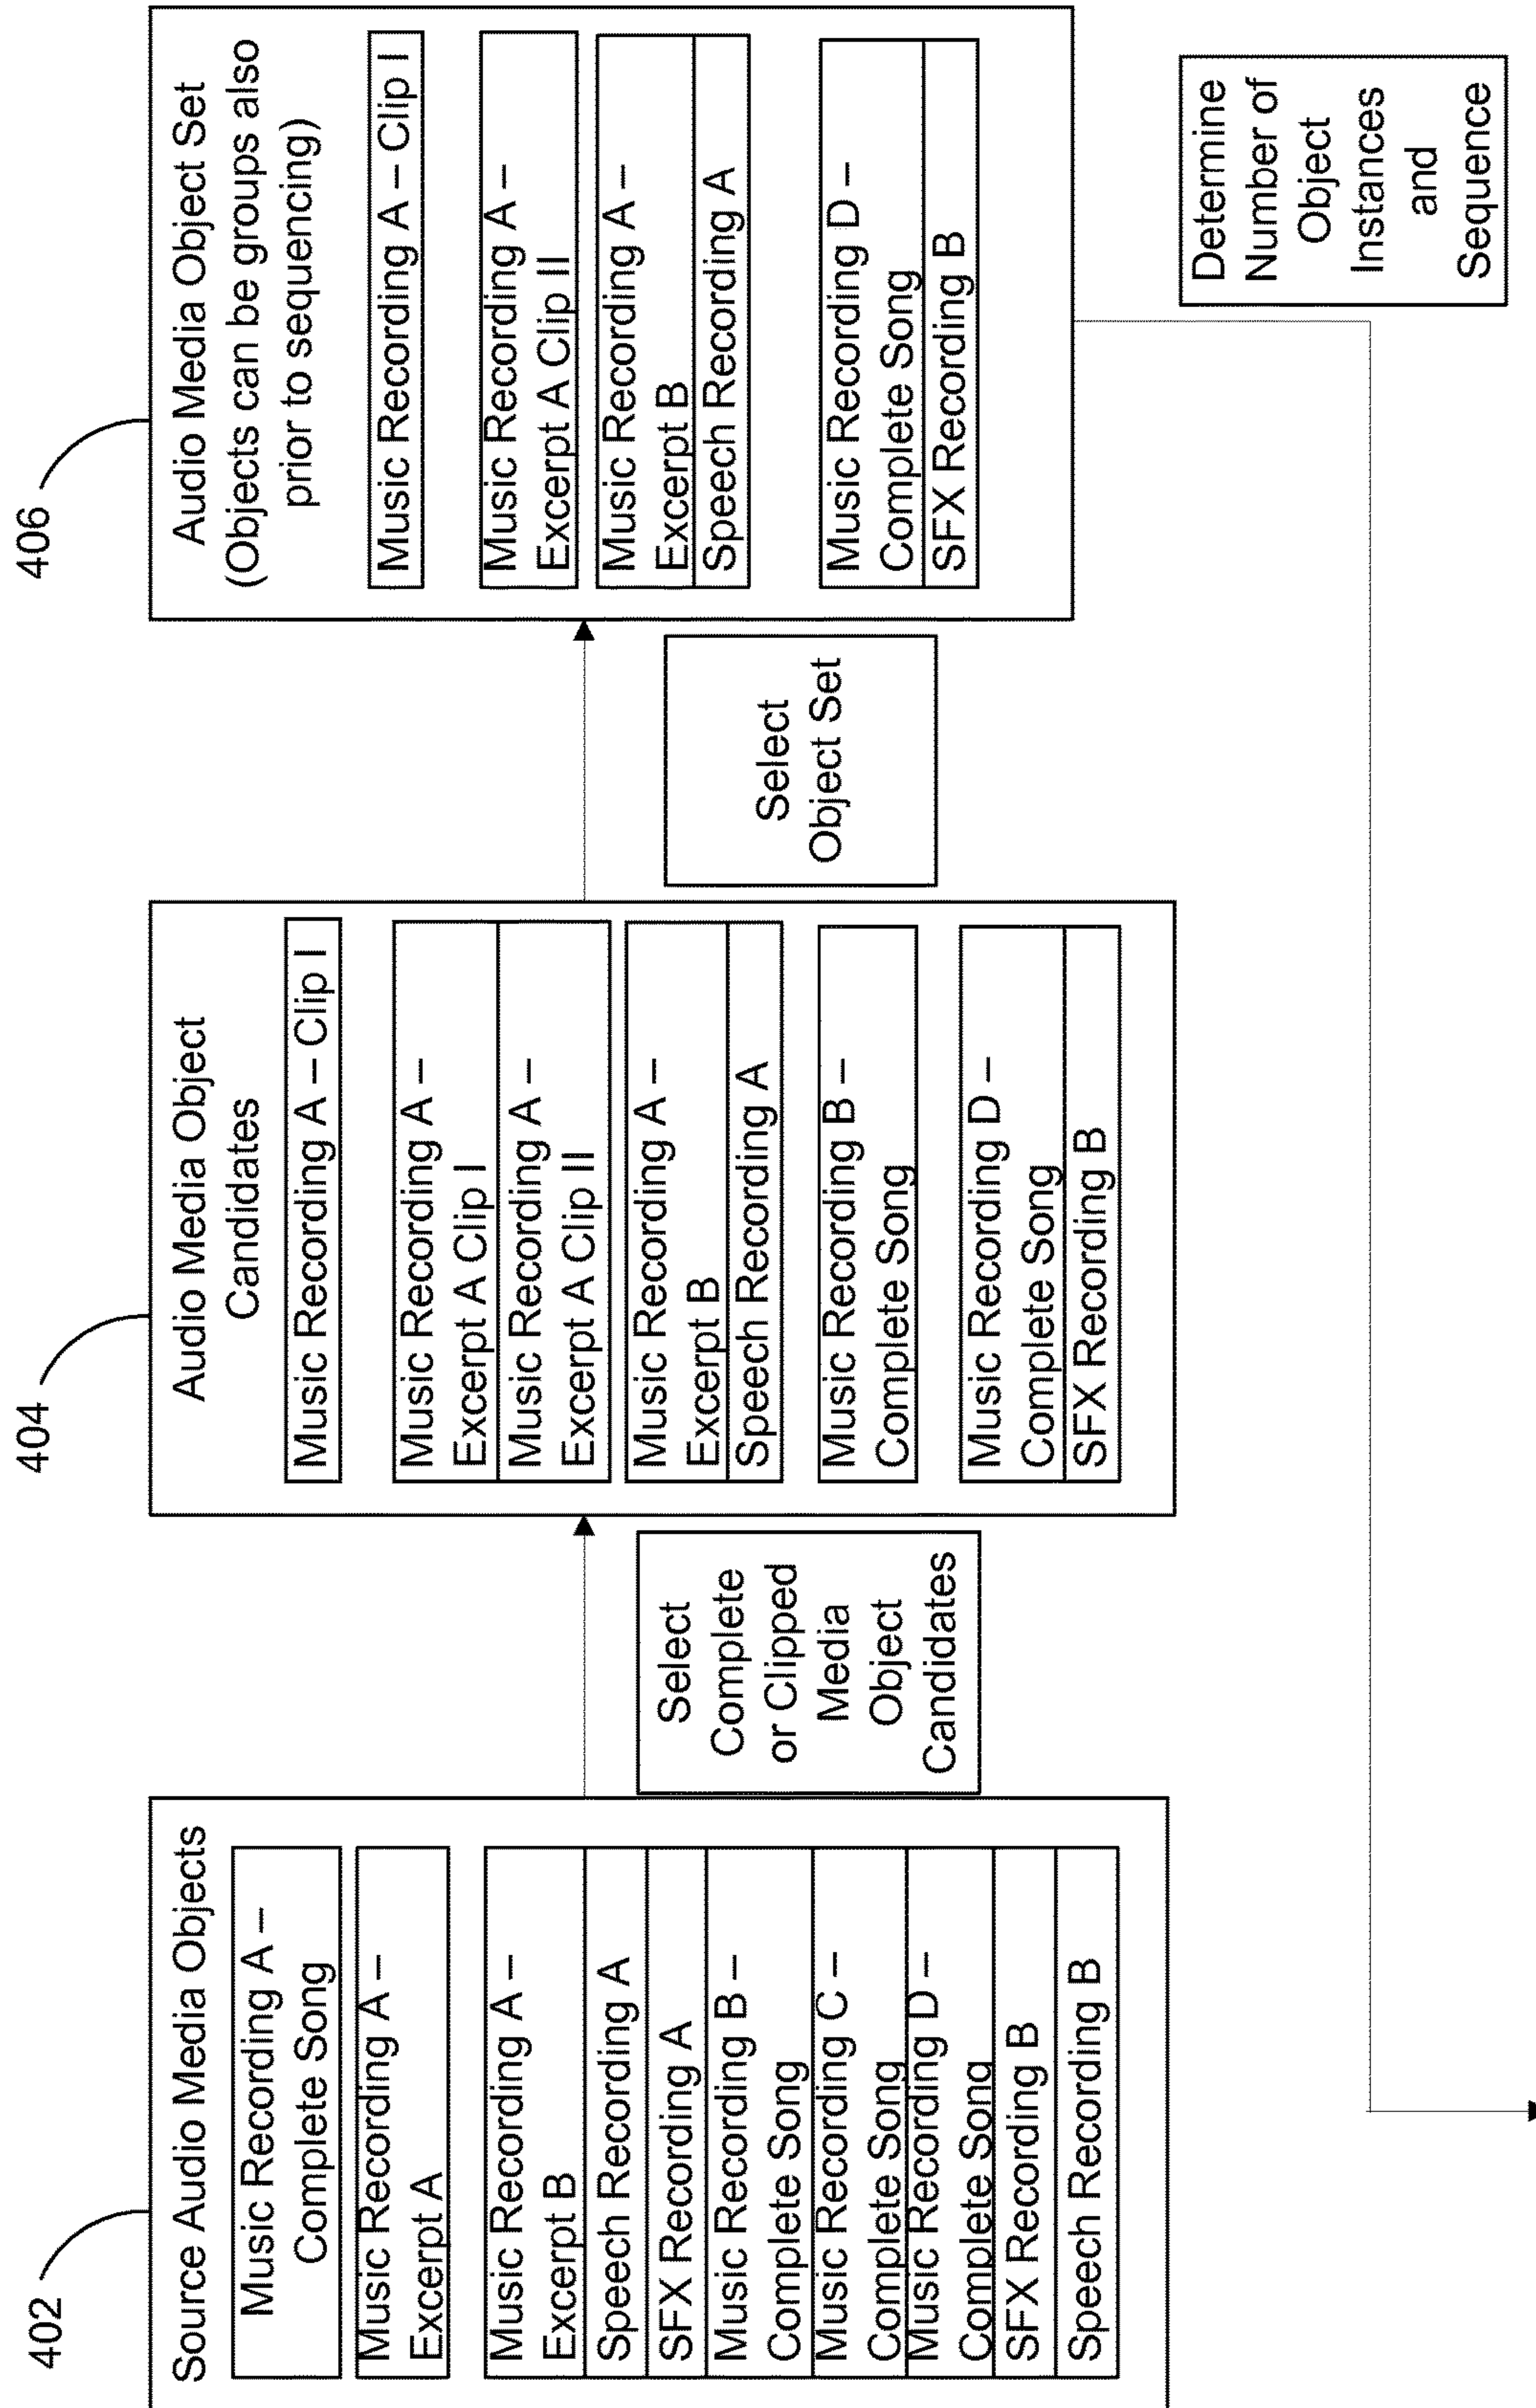 402
Source Audio Media Objects
Music Recording A –
Complete Song
Music Recording A –
Excerpt A
Music Recording A –
Excerpt B
Speech Recording A
SFX Recording A
Music Recording B –
Complete Song
Music Recording C –
Complete Song
Music Recording D –
Complete Song
SFX Recording B
Speech Recording B
Select
Complete
or Clipped
Media
Object
Candidates
404
Audio Media Object
Candidates
Music Recording A – Clip I
Music Recording A –
Excerpt A Clip I
Music Recording A –
Excerpt A Clip II
Music Recording A –
Excerpt B
Speech Recording A
Music Recording B –
Complete Song
Music Recording D –
Complete Song
SFX Recording B
Select
Object Set
406
Audio Media Object Set
(Objects can be groups also
prior to sequencing)
Music Recording A – Clip I
Music Recording A –
Excerpt A Clip II
Music Recording A –
Excerpt B
Speech Recording A
Music Recording D –
Complete Song
SFX Recording B
Determine
Number of
Object
Instances
and
Sequence